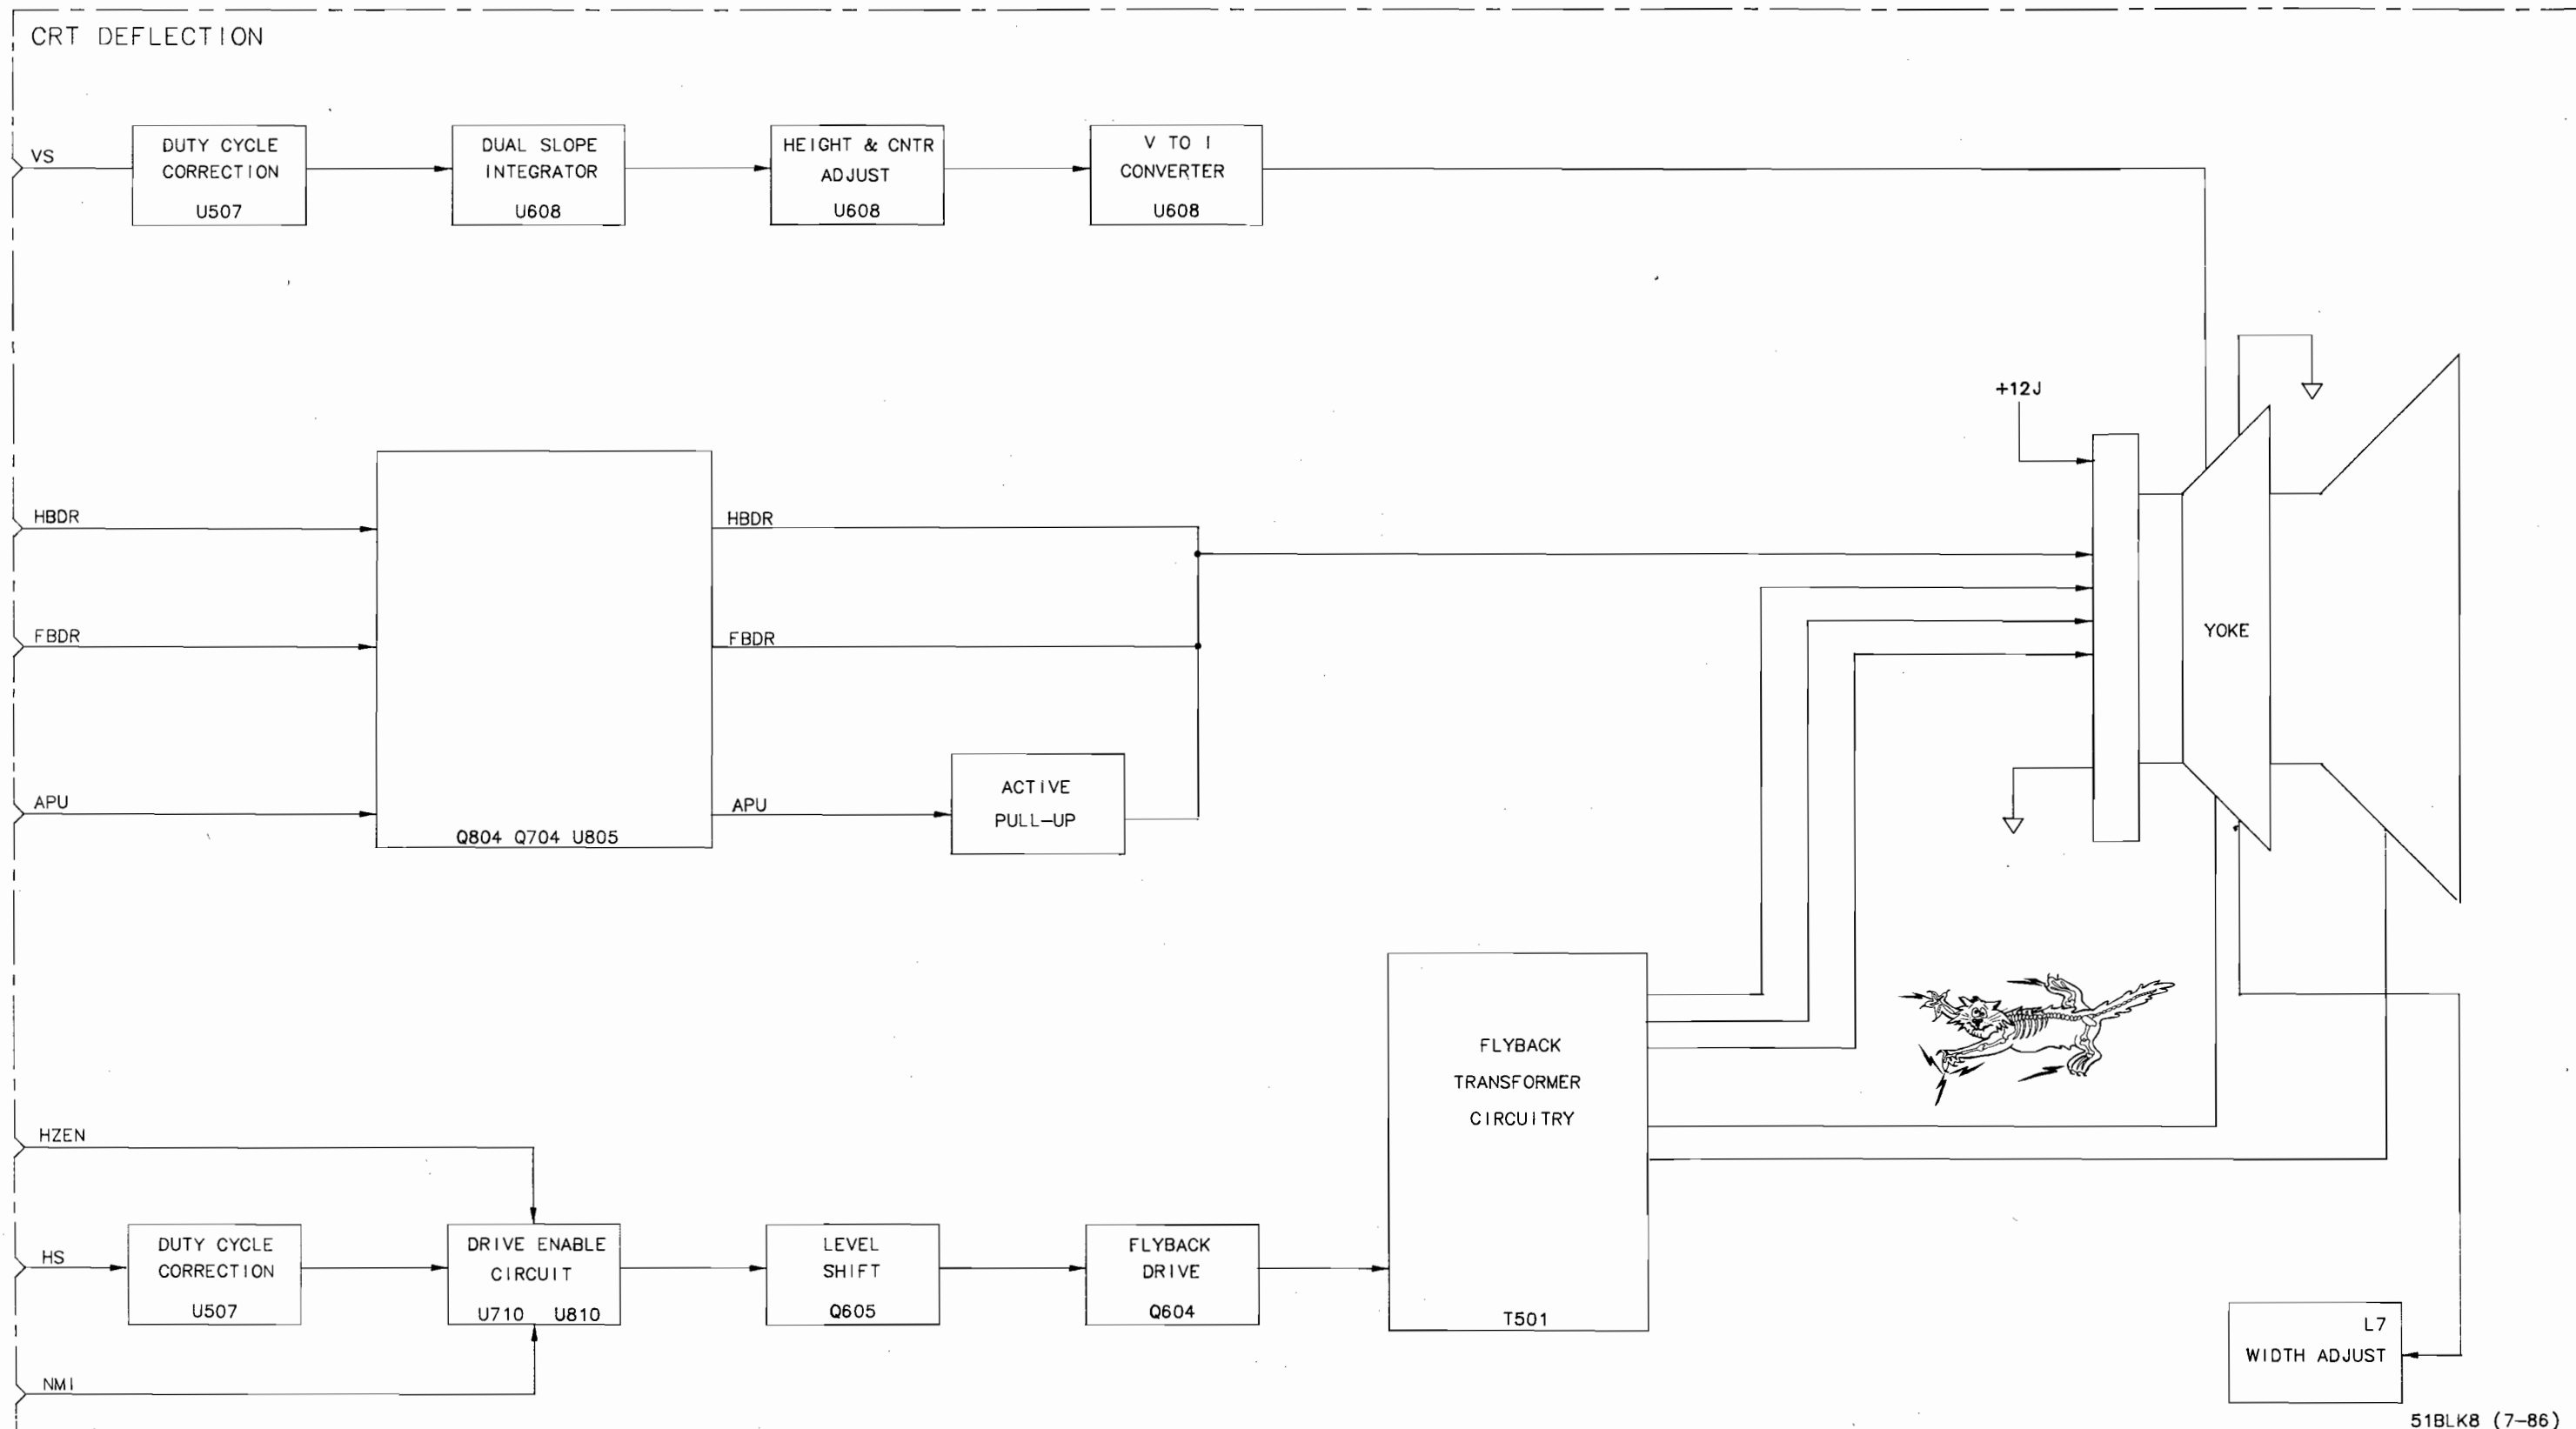 CRT DEFLECTION
VS
DUTY CYCLE
CORRECTION
U507
DUAL SLOPE
INTEGRATOR
U608
HEIGHT & CNTR
ADJUST
U608
V TO I
CONVERTER
U608
+12J
HBDR
FBDR
APU
Q804 Q704 U805
HBDR
FBDR
APU
ACTIVE
PULL-UP
YOKE
FLYBACK
TRANSFORMER
CIRCUITRY
T501
HZEN
HS
NMI
DUTY CYCLE
CORRECTION
U507
DRIVE ENABLE
CIRCUIT
U710 U810
LEVEL
SHIFT
Q605
FLYBACK
DRIVE
Q604
L7
WIDTH ADJUST
51BLK8 (7-86)